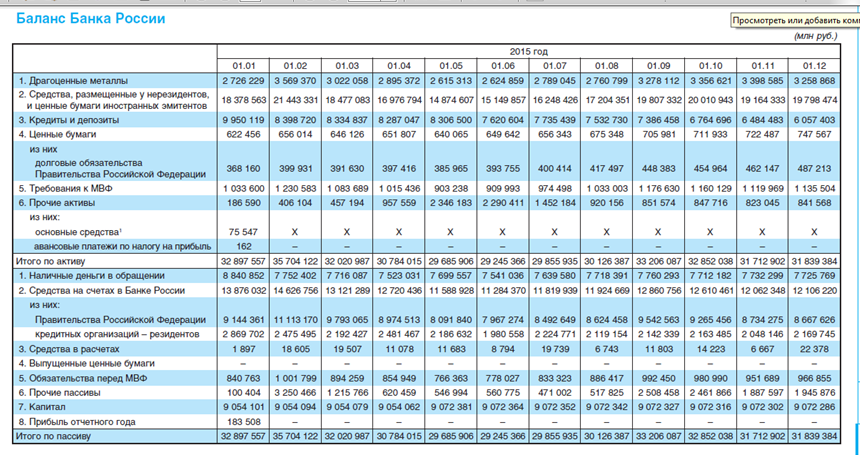 Баланс Банка России
Просмотреть или добавить ком
(млн руб.)
2015 год
01.01 01.02 01.03 01.04 01.05 01.06 01.07 01.08 01.09 01.10 01.11 01.12
1. Драгоценные металлы 2 726 229 3 569 370 3 022 058 2 895 372 2 615 313 2 624 859 2 789 045 2 760 799 3 278 112 3 356 621 3 398 585 3 258 868
2. Средства, размещенные у нерезидентов,
и ценные бумаги иностранных эмитентов 18 378 563 21 443 331 18 477 083 16 976 794 14 874 607 15 149 857 16 248 426 17 204 351 19 807 332 20 010 943 19 164 333 19 798 474
3. Кредиты и депозиты 9 950 119 8 398 720 8 334 837 8 287 047 8 306 500 7 620 604 7 735 439 7 532 730 7 386 458 6 764 696 6 484 483 6 057 403
4. Ценные бумаги 622 456 656 014 646 126 651 807 640 065 649 642 656 343 675 348 705 981 711 933 722 487 747 567
из них
долговые обязательства
Правительства Российской Федерации 368 160 399 931 391 630 397 416 385 965 393 755 400 414 417 497 448 383 454 964 462 147 487 213
5. Требования к МВФ 1 033 600 1 230 583 1 083 689 1 015 436 903 238 909 993 974 498 1 033 003 1 176 630 1 160 129 1 119 969 1 135 504
6. Прочие активы 186 590 406 104 457 194 957 559 2 346 183 2 290 411 1 452 184 920 156 851 574 847 716 823 045 841 568
из них:
основные средства¹ 75 547 X X X X X X X X X X X
авансовые платежи по налогу на прибыль 162 – – – – – – – – – – –
Итого по активу 32 897 557 35 704 122 32 020 987 30 784 015 29 685 906 29 245 366 29 855 935 30 126 387 33 206 087 32 852 038 31 712 902 31 839 384
1. Наличные деньги в обращении 8 840 852 7 752 402 7 716 087 7 523 031 7 699 557 7 541 036 7 639 580 7 718 391 7 760 293 7 712 182 7 732 299 7 725 769
2. Средства на счетах в Банке России 13 876 032 14 626 756 13 121 289 12 720 436 11 588 928 11 284 370 11 819 939 11 924 669 12 860 756 12 610 461 12 062 348 12 106 220
из них:
Правительства Российской Федерации 9 144 361 11 113 170 9 793 065 8 974 513 8 091 840 7 967 274 8 492 649 8 624 458 9 542 563 9 265 456 8 734 275 8 667 626
кредитных организаций – резидентов 2 869 702 2 475 495 2 192 427 2 481 467 2 186 632 1 980 558 2 224 771 2 119 154 2 142 339 2 163 485 2 048 146 2 169 745
3. Средства в расчетах 1 897 18 605 19 507 11 078 11 683 8 794 19 739 6 743 11 803 14 223 6 667 22 378
4. Выпущенные ценные бумаги – – – – – – – – – – – –
5. Обязательства перед МВФ 840 763 1 001 799 894 259 854 949 766 363 778 027 833 323 886 417 992 450 980 990 951 689 966 855
6. Прочие пассивы 100 404 3 250 466 1 215 766 620 459 546 994 560 775 471 002 517 825 2 508 458 2 461 866 1 887 597 1 945 876
7. Капитал 9 054 101 9 054 094 9 054 079 9 054 062 9 072 381 9 072 364 9 072 352 9 072 342 9 072 327 9 072 316 9 072 302 9 072 286
8. Прибыль отчетного года 183 508 – – – – – – – – – – –
Итого по пассиву 32 897 557 35 704 122 32 020 987 30 784 015 29 685 906 29 245 366 29 855 935 30 126 387 33 206 087 32 852 038 31 712 902 31 839 384